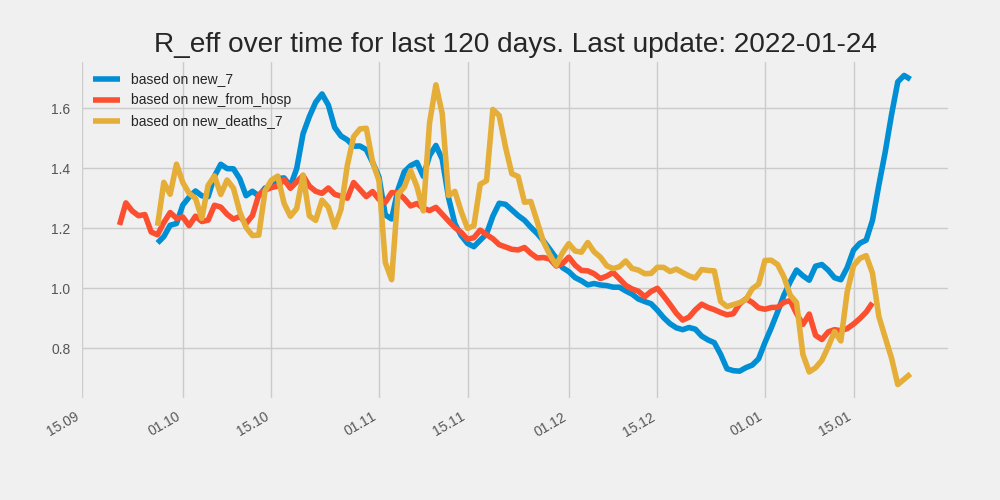 R_eff over time for last 120 days. Last update: 2022-01-24
based on new_7
based on new_from_hosp
based on new_deaths_7
1.6
1.4
1.2
1.0
0.8
15.09 01.10 15.10 01.11 15.11 01.12 15.12 01.01 15.01